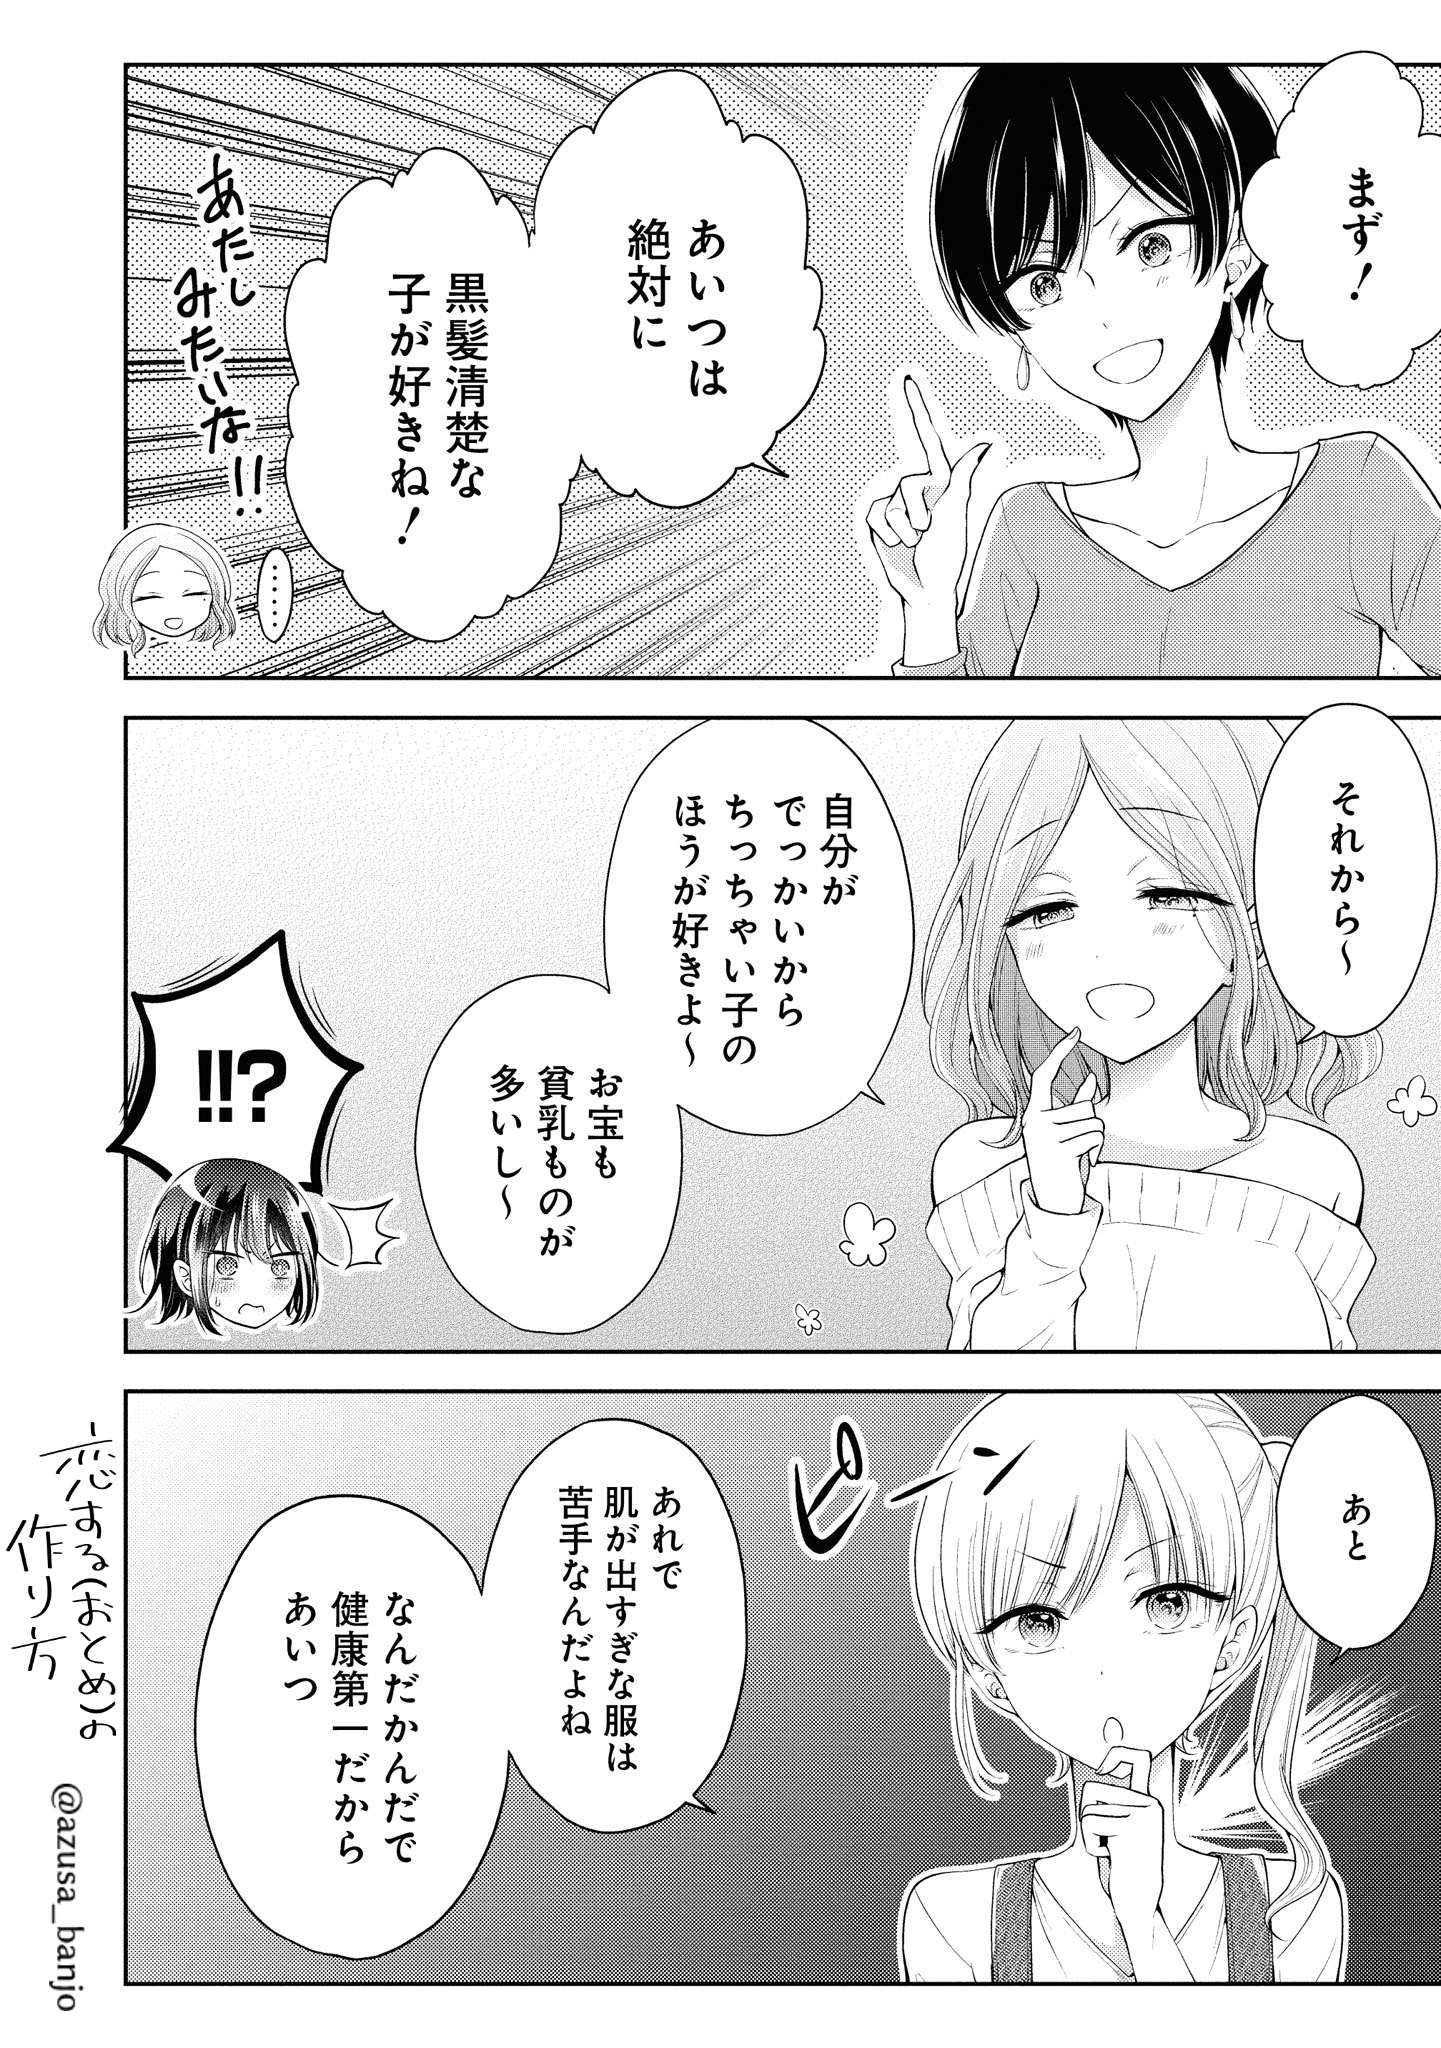 まず！
あいつは
絶対に
黒髪清楚な
子が好きね！
あたし
みたいな!!
……
それから～
自分が
でっかいから
ちっちゃい子の
ほうが好きよ～
お宝も
貧乳ものが
多いし～
!!!?
あと
ピーン
あれで
肌が出すぎな服は
苦手なんだよね
なんだかんだで
健康第一だから
あいつ
恋する(おとめ)の
作り方
@azusa_banjo